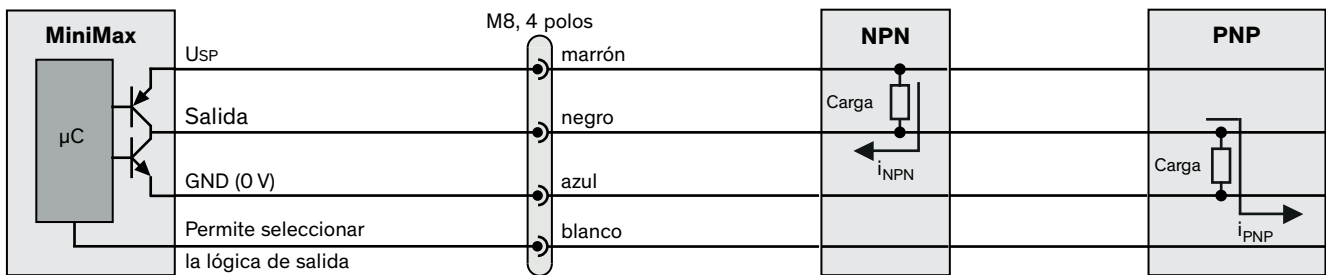 MiniMax
µC
USP
Salida
GND (0 V)
Permite seleccionar
la lógica de salida
M8, 4 polos
marrón
negro
azul
blanco
NPN
Carga
iNPN
PNP
Carga
iPNP